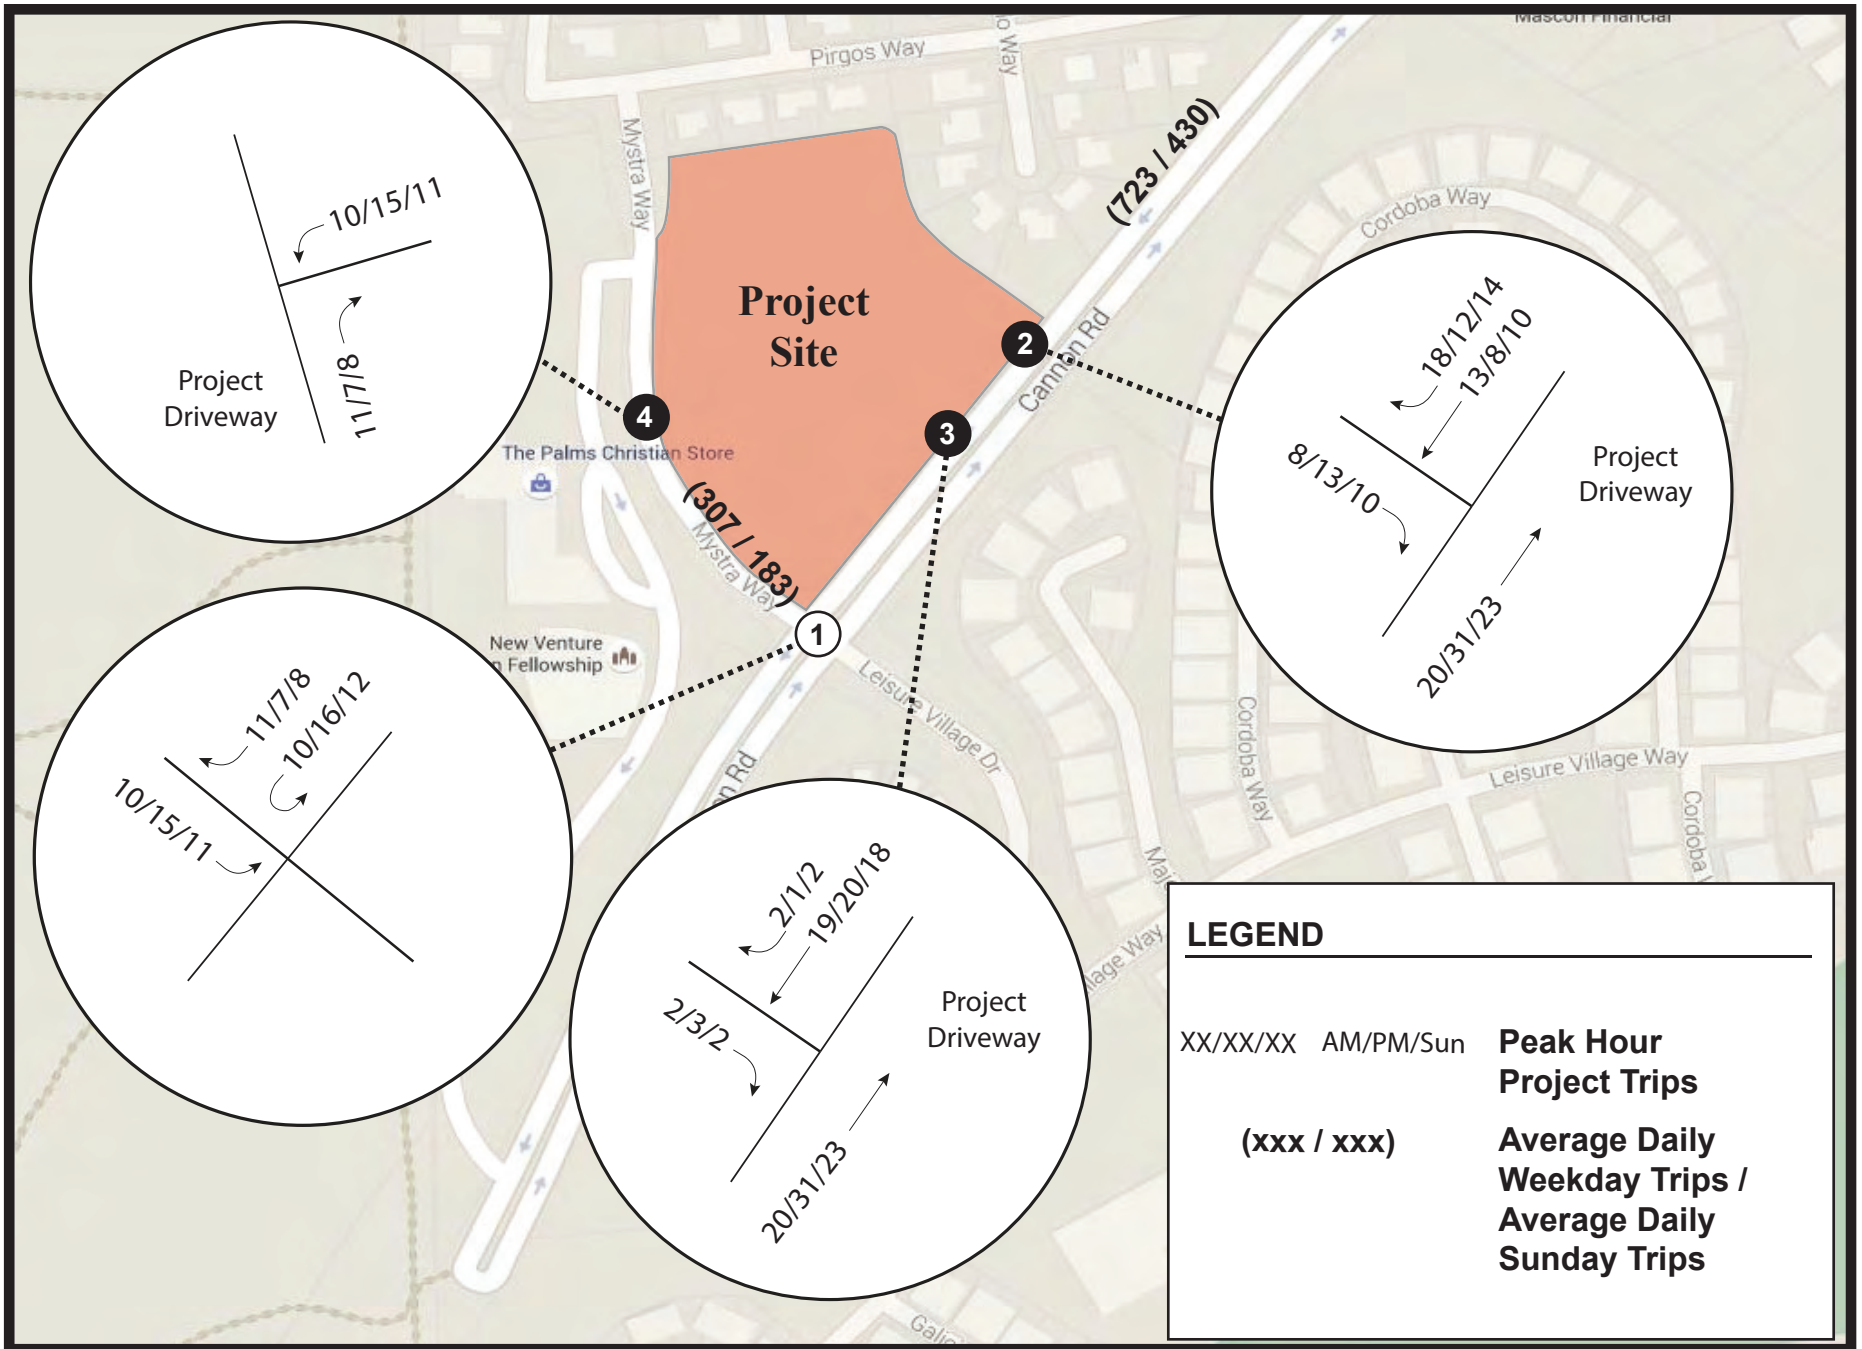 Mascon Financial
Pirgos Way
Mystra Way
(723 / 430)
Cordoba Way
10/15/11
11/7/8
Project
Driveway
Project
Site
2
Cannon Rd
3
4
The Palms Christian Store
(307 / 183)
Mystra Way
1
18/12/14
13/8/10
8/13/10
20/31/23
Project
Driveway
New Venture
Fellowship
Leisure Village Dr
11/7/8
10/16/12
10/15/11
Cordoba Way
Leisure Village Way
Cordoba
2/1/2
19/20/18
2/3/2
20/31/23
Project
Driveway
LEGEND
XX/XX/XX AM/PM/Sun Peak Hour
Project Trips
(xxx / xxx) Average Daily
Weekday Trips /
Average Daily
Sunday Trips